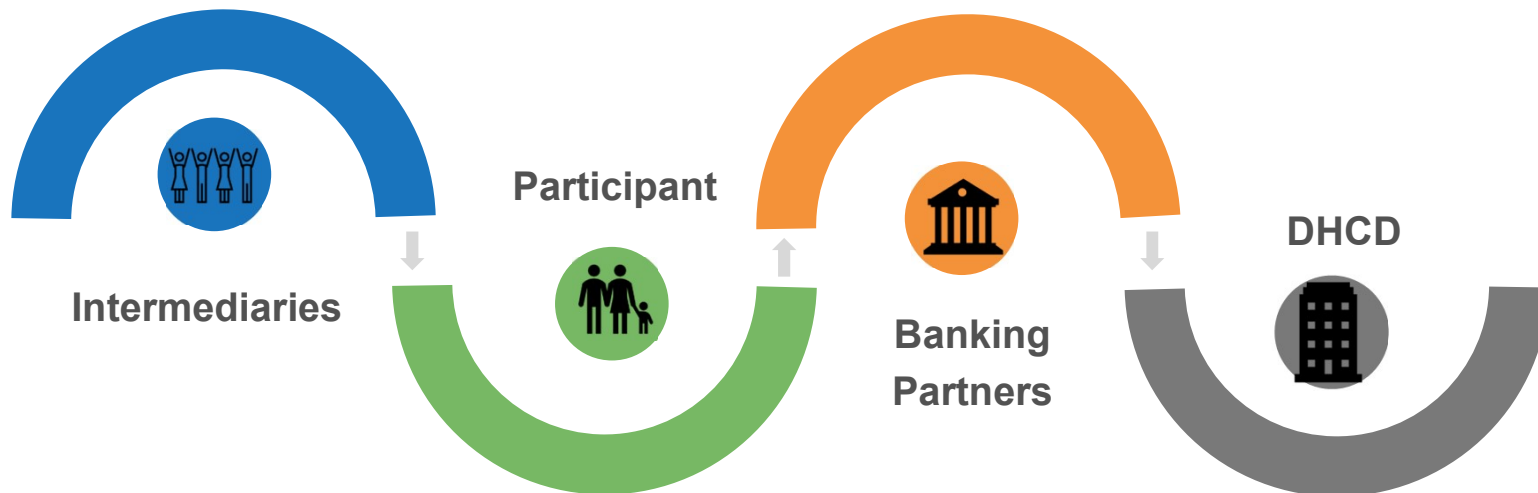 Intermediaries
Participant
Banking
Partners
DHCD